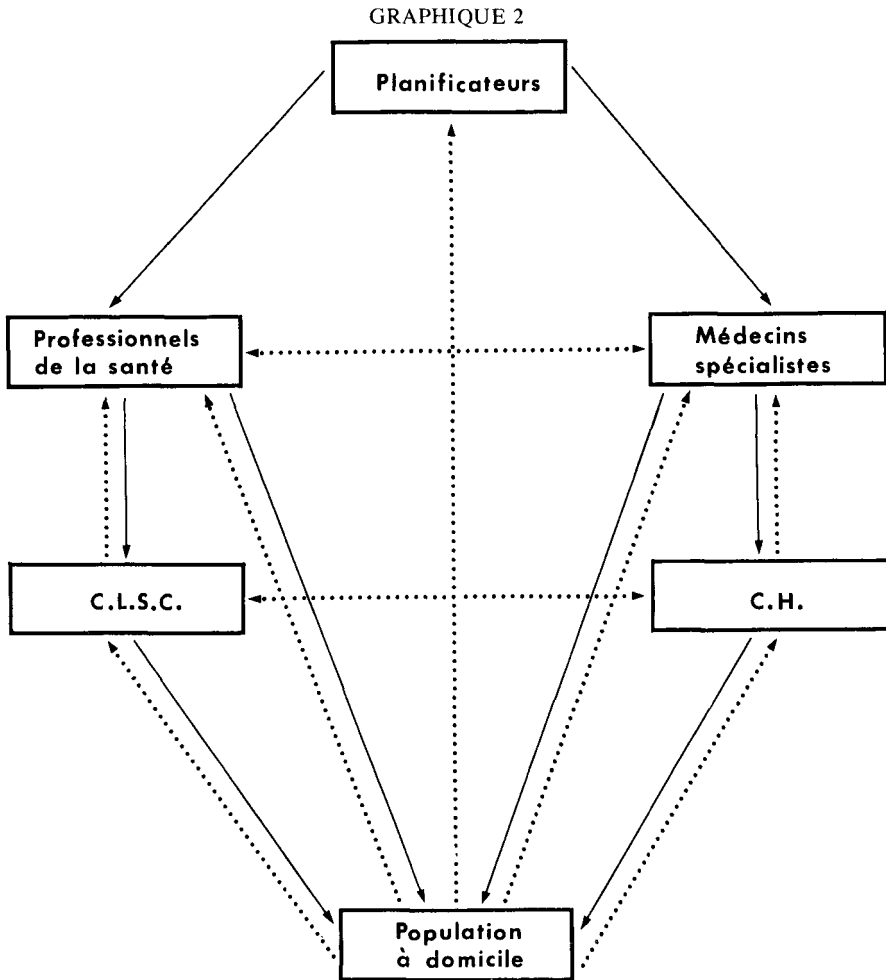 GRAPHIQUE 2
Planificateurs
Professionnels
de la santé
Médecins
spécialistes
C.L.S.C.
C.H.
Population
à domicile